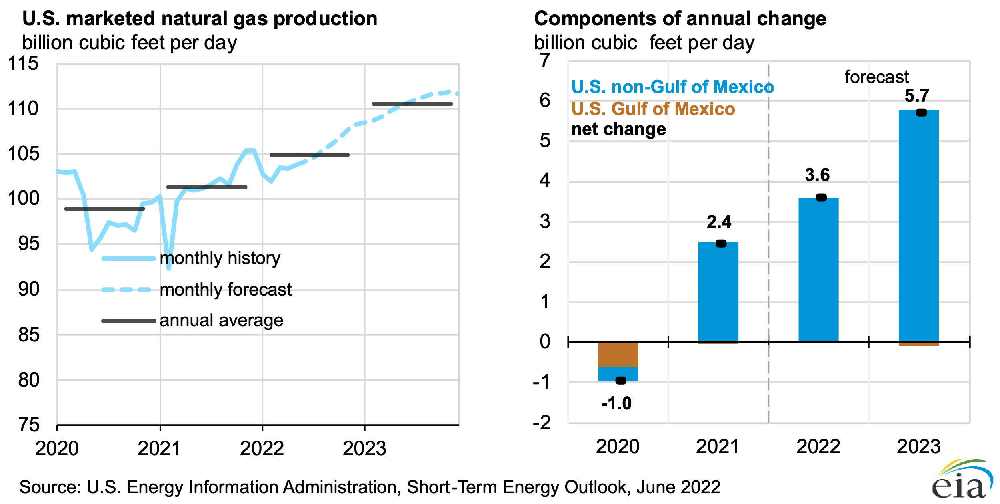 U.S. marketed natural gas production
billion cubic feet per day
115
110
105
100
95
90
85
80
75
monthly history
monthly forecast
annual average
2020 2021 2022 2023
Components of annual change
billion cubic feet per day
7
6
5
4
3
2
1
0
-1
-2
U.S. non-Gulf of Mexico
U.S. Gulf of Mexico
net change
forecast
-1.0
2.4
3.6
5.7
2020 2021 2022 2023
Source: U.S. Energy Information Administration, Short-Term Energy Outlook, June 2022
eia